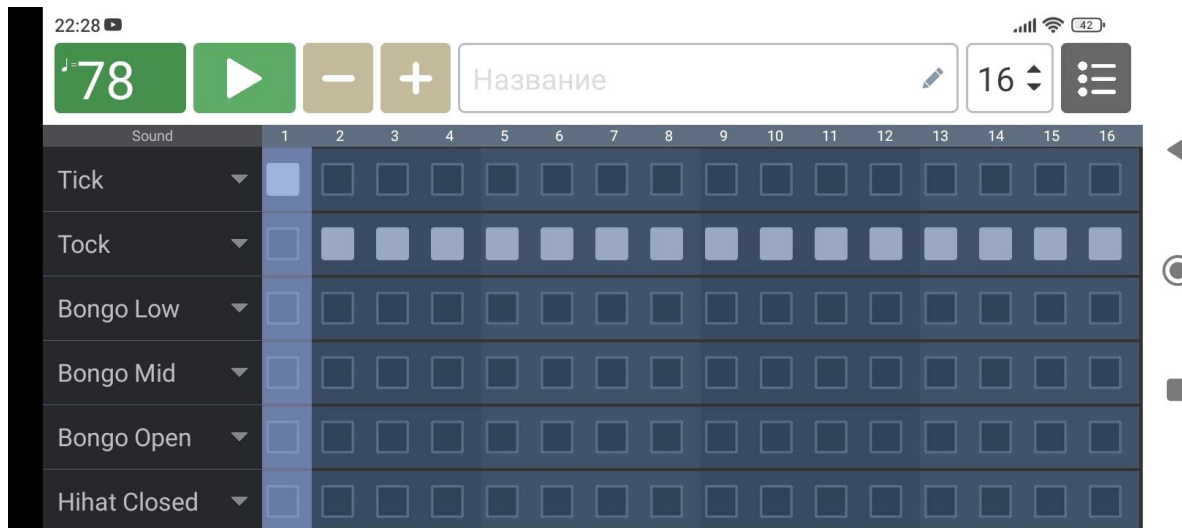 22:28
42
♩=78
Название
16
Sound 1 2 3 4 5 6 7 8 9 10 11 12 13 14 15 16
Tick
Tock
Bongo Low
Bongo Mid
Bongo Open
Hihat Closed